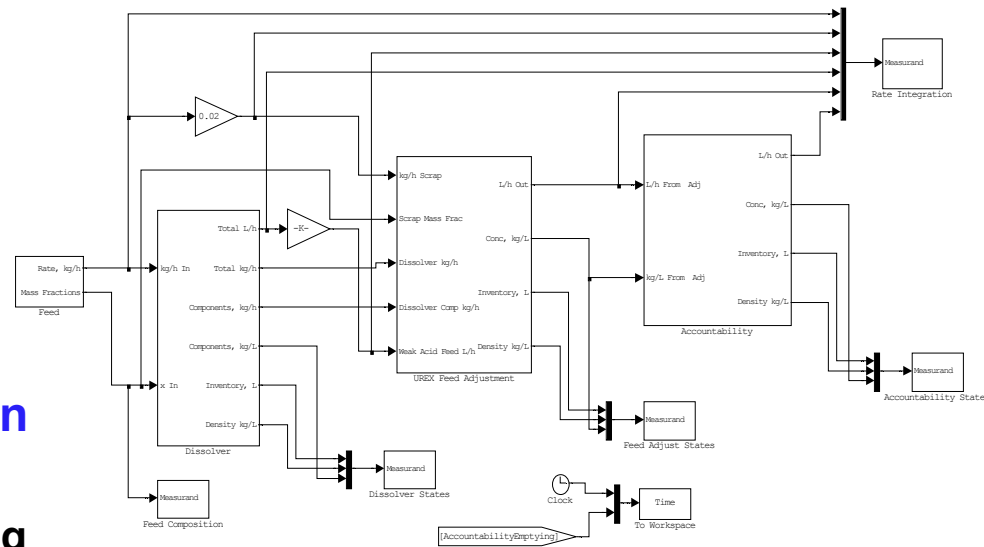 Measurand
Rate Integration
0.02
L/h Out
kg/h Scrap
L/h Out
L/h From Adj
Conc, kg/L
Scrap Mass Frac
Total L/h
-K-
Conc, kg/L
Inventory, L
Rate, kg/h
kg/h In
Total kg/h
Dissolver kg/h
kg/L From Adj
Mass Fractions
Inventory, L
Density kg/L
Feed
Components, kg/h
Dissolver Comp kg/h
Accountability
Components, kg/L
Weak Acid Feed L/h
Density kg/L
UREX Feed Adjustment
Measurand
Accountability State
x In
Inventory, L
n
Density kg/L
Measurand
Feed Adjust States
Dissolver
Measurand
Dissolver States
Measurand
Feed Composition
Clock
Time
To Workspace
[AccountabilityEmptying]
g